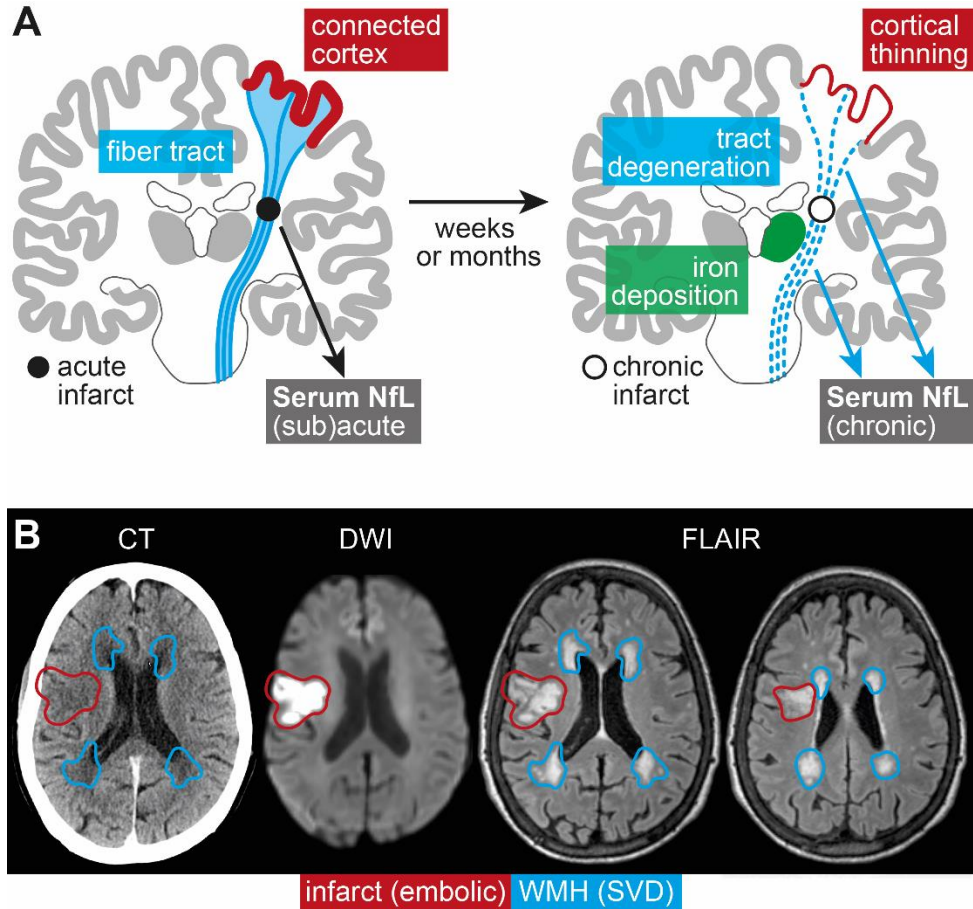 A
connected
cortex
fiber tract
acute
infarct
Serum NfL
(sub)acute
weeks
or months
cortical
thinning
tract
degeneration
iron
deposition
chronic
infarct
Serum NfL
(chronic)
B
CT
DWI
FLAIR
infarct (embolic)
WMH (SVD)